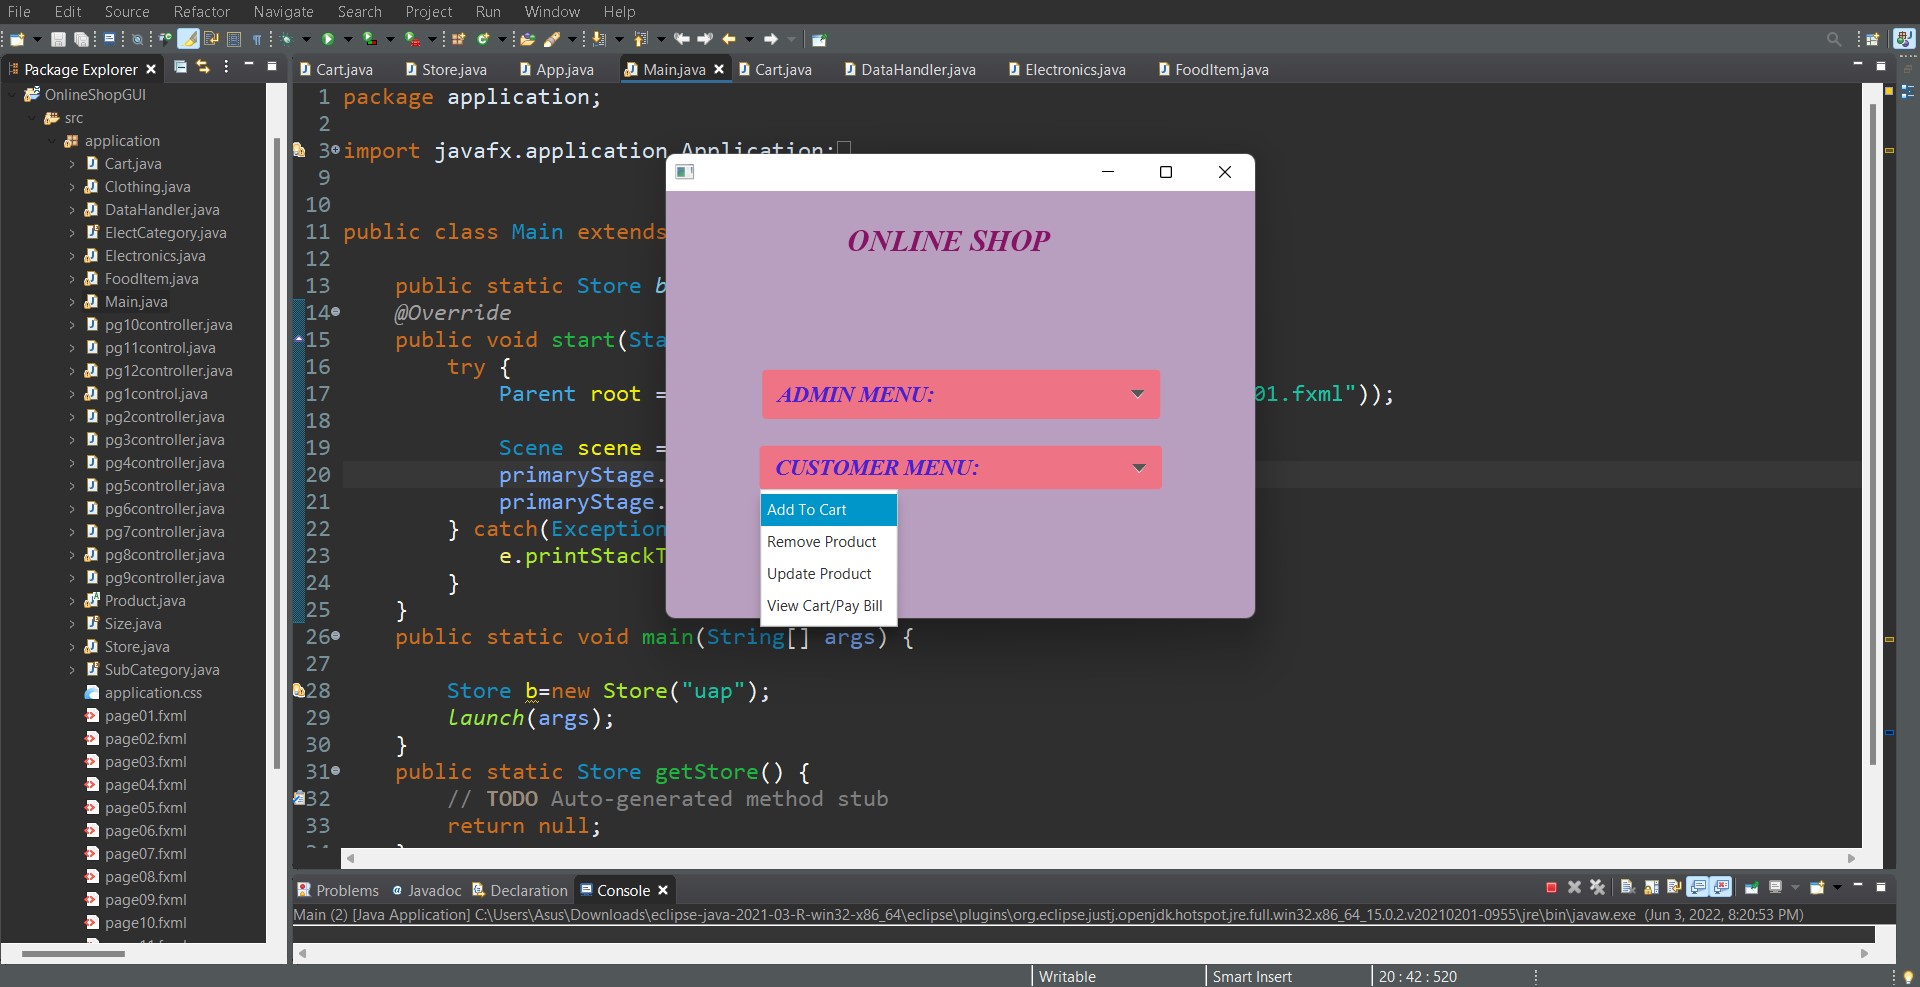 File Edit Source Refactor Navigate Search Project Run Window Help
Package Explorer
Cart.java Store.java App.java Main.java Cart.java DataHandler.java Electronics.java FoodItem.java
OnlineShopGUI
src
application
Cart.java
Clothing.java
DataHandler.java
ElectCategory.java
Electronics.java
FoodItem.java
Main.java
pg10controller.java
pg11control.java
pg12controller.java
pg1control.java
pg2controller.java
pg3controller.java
pg4controller.java
pg5controller.java
pg6controller.java
pg7controller.java
pg8controller.java
pg9controller.java
Product.java
Size.java
Store.java
SubCategory.java
application.css
page01.fxml
page02.fxml
page03.fxml
page04.fxml
page05.fxml
page06.fxml
page07.fxml
page08.fxml
page09.fxml
page10.fxml
1 package application;
2
3 import javafx.application.Application;
9
10
11 public class Main extends
12
13 public static Store b
14 @Override
15 public void start(Sta
16 try {
17 Parent root = 01.fxml"));
18
19 Scene scene =
20 primaryStage.
21 primaryStage.
22 } catch(Exception
23 e.printStackT
24 }
25 }
26 public static void main(String[] args) {
27
28 Store b=new Store("uap");
29 launch(args);
30 }
31 public static Store getStore() {
32 // TODO Auto-generated method stub
33 return null;
ONLINE SHOP
ADMIN MENU:
CUSTOMER MENU:
Add To Cart
Remove Product
Update Product
View Cart/Pay Bill
Problems Javadoc Declaration Console
Main (2) [Java Application] C:\Users\Asus\Downloads\eclipse-java-2021-03-R-win32-x86_64\eclipse\plugins\org.eclipse.justj.openjdk.hotspot.jre.full.win32.x86_64_15.0.2.v20210201-0955\jre\bin\javaw.exe (Jun 3, 2022, 8:20:53 PM)
Writable Smart Insert 20 : 42 : 520